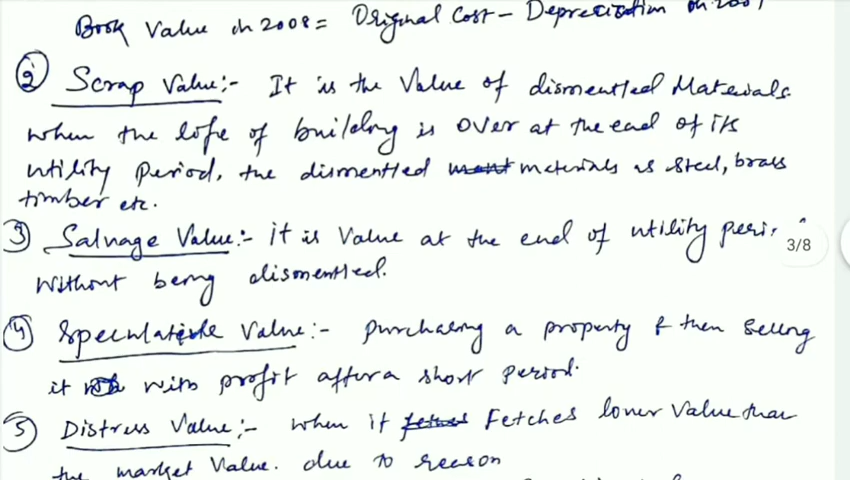 Book Value in 2008 = Original Cost - Depreciation in 2007
② Scrap Value:- It is the Value of dismentled Materials
when the life of building is over at the end of its
utility period, the dismentled materials as steel, brass
timber etc.
③ Salvage Value:- it is value at the end of utility peri
3/8
without being dismentled.
④ Speculative Value:- purchasing a property & then selling
it with profit after a short period.
⑤ Distress Value:- when it Fetches lower value than
the market value. due to reason